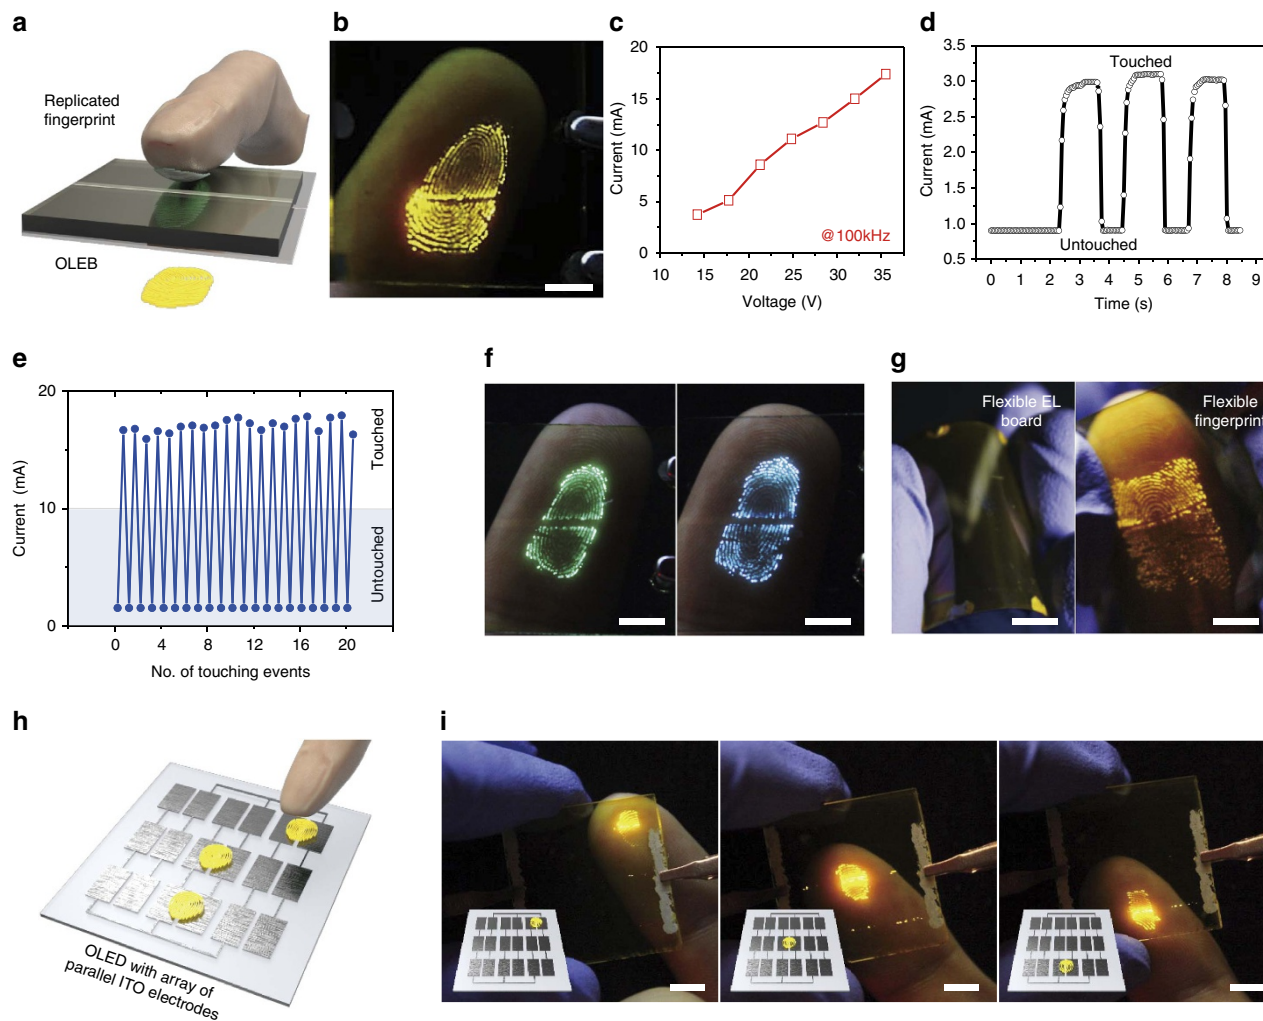 a
Replicated
fingerprint
OLEB
b
c
20
15
10
5
0
Current (mA)
@100kHz
10 15 20 25 30 35
Voltage (V)
d
3.5
3.0
2.5
2.0
1.5
1.0
0.5
Current (mA)
Touched
Untouched
0 1 2 3 4 5 6 7 8 9
Time (s)
e
20
10
0
Current (mA)
Touched
Untouched
0 4 8 12 16 20
No. of touching events
f
g
Flexible EL
board
Flexible
fingerprint
h
OLED with array of
parallel ITO electrodes
i